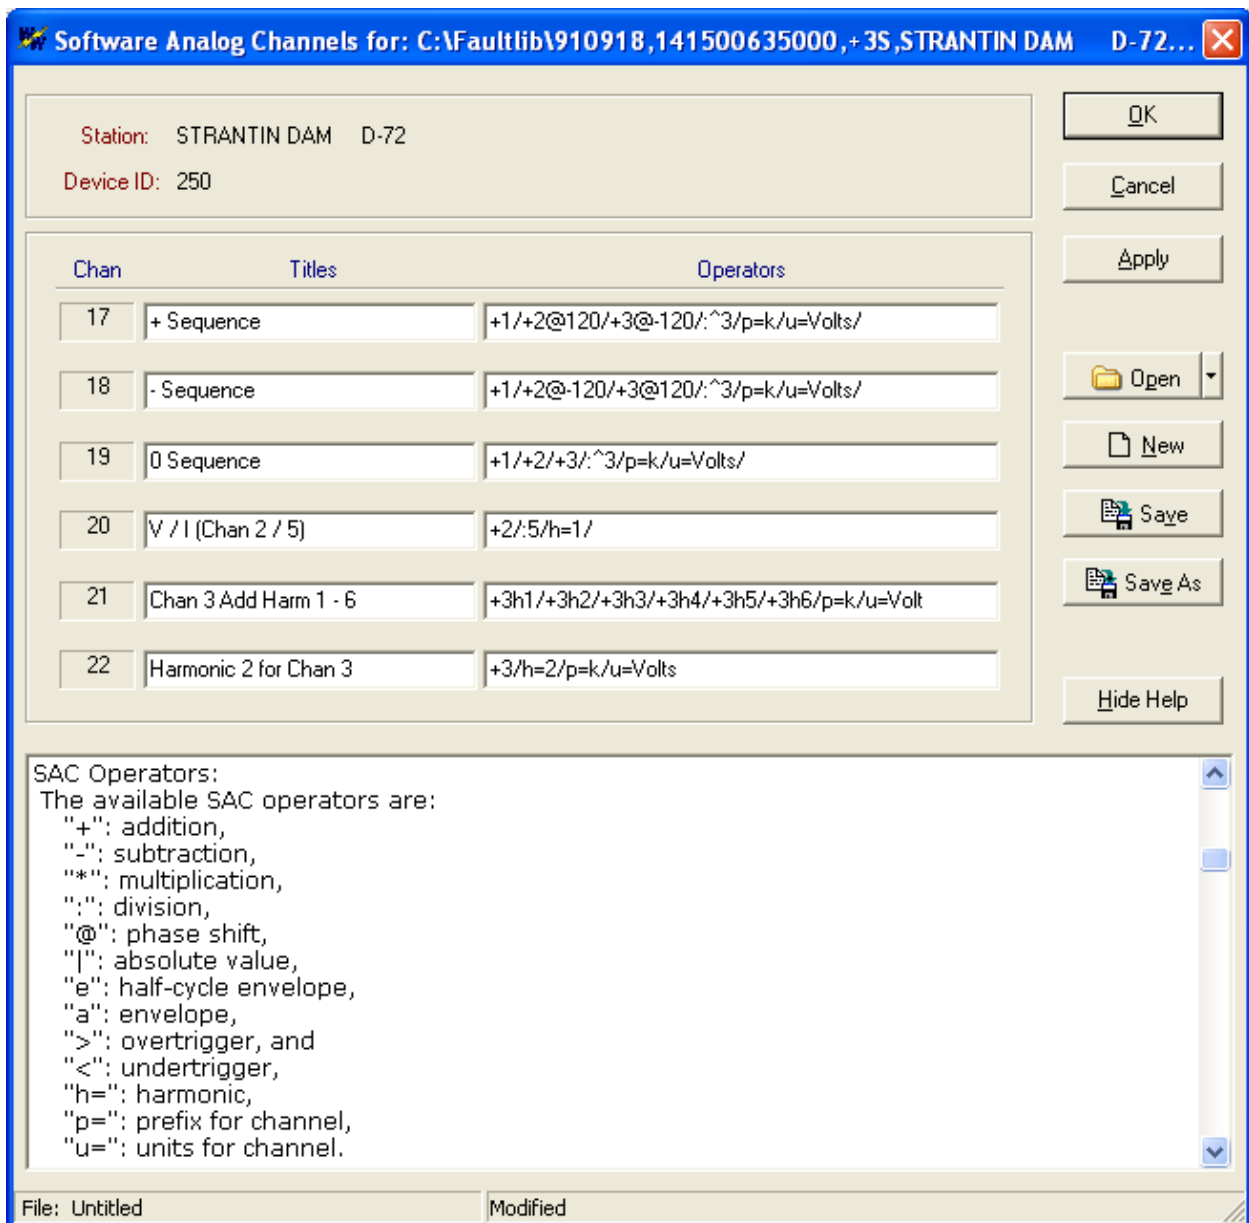 Software Analog Channels for: C:\Faultlib\910918,141500635000,+3S,STRANTIN DAM D-72...
Station: STRANTIN DAM D-72
Device ID: 250
OK
Cancel
Apply
Chan Titles Operators
17 + Sequence +1/+2@120/+3@-120/:^3/p=k/u=Volts/
18 - Sequence +1/+2@-120/+3@120/:^3/p=k/u=Volts/
Open
19 0 Sequence +1/+2/+3/:^3/p=k/u=Volts/
New
20 V / I (Chan 2 / 5) +2/:5/h=1/
Save
21 Chan 3 Add Harm 1 - 6 +3h1/+3h2/+3h3/+3h4/+3h5/+3h6/p=k/u=Volt
Save As
22 Harmonic 2 for Chan 3 +3/h=2/p=k/u=Volts
Hide Help
SAC Operators:
The available SAC operators are:
"+": addition,
"-": subtraction,
"*": multiplication,
":": division,
"@": phase shift,
"|": absolute value,
"e": half-cycle envelope,
"a": envelope,
">": overtrigger, and
"<": undertrigger,
"h=": harmonic,
"p=": prefix for channel,
"u=": units for channel.
File: Untitled Modified